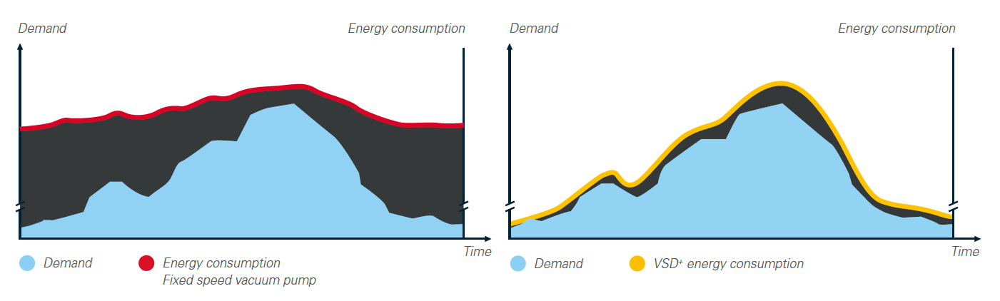 Demand
Energy consumption
Time
Demand
Energy consumption
Fixed speed vacuum pump
Demand
Energy consumption
Time
Demand
VSD⁺ energy consumption